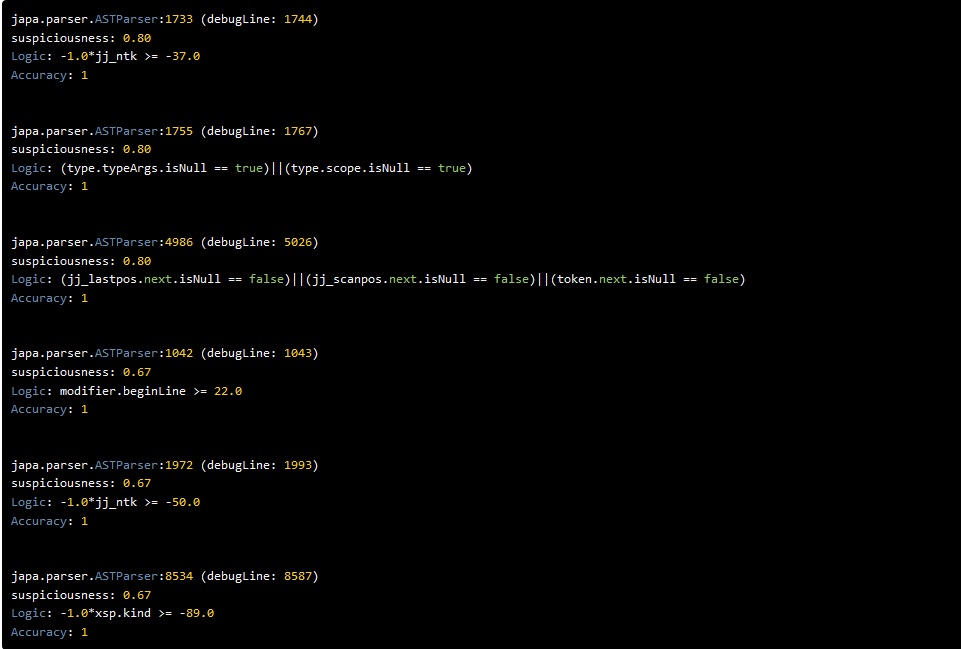 japa.parser.ASTParser:1733 (debugLine: 1744)
suspiciousness: 0.80
Logic: -1.0*jj_ntk >= -37.0
Accuracy: 1
japa.parser.ASTParser:1755 (debugLine: 1767)
suspiciousness: 0.80
Logic: (type.typeArgs.isNull == true)||(type.scope.isNull == true)
Accuracy: 1
japa.parser.ASTParser:4986 (debugLine: 5026)
suspiciousness: 0.80
Logic: (jj_lastpos.next.isNull == false)||(jj_scanpos.next.isNull == false)||(token.next.isNull == false)
Accuracy: 1
japa.parser.ASTParser:1042 (debugLine: 1043)
suspiciousness: 0.67
Logic: modifier.beginLine >= 22.0
Accuracy: 1
japa.parser.ASTParser:1972 (debugLine: 1993)
suspiciousness: 0.67
Logic: -1.0*jj_ntk >= -50.0
Accuracy: 1
japa.parser.ASTParser:8534 (debugLine: 8587)
suspiciousness: 0.67
Logic: -1.0*xsp.kind >= -89.0
Accuracy: 1